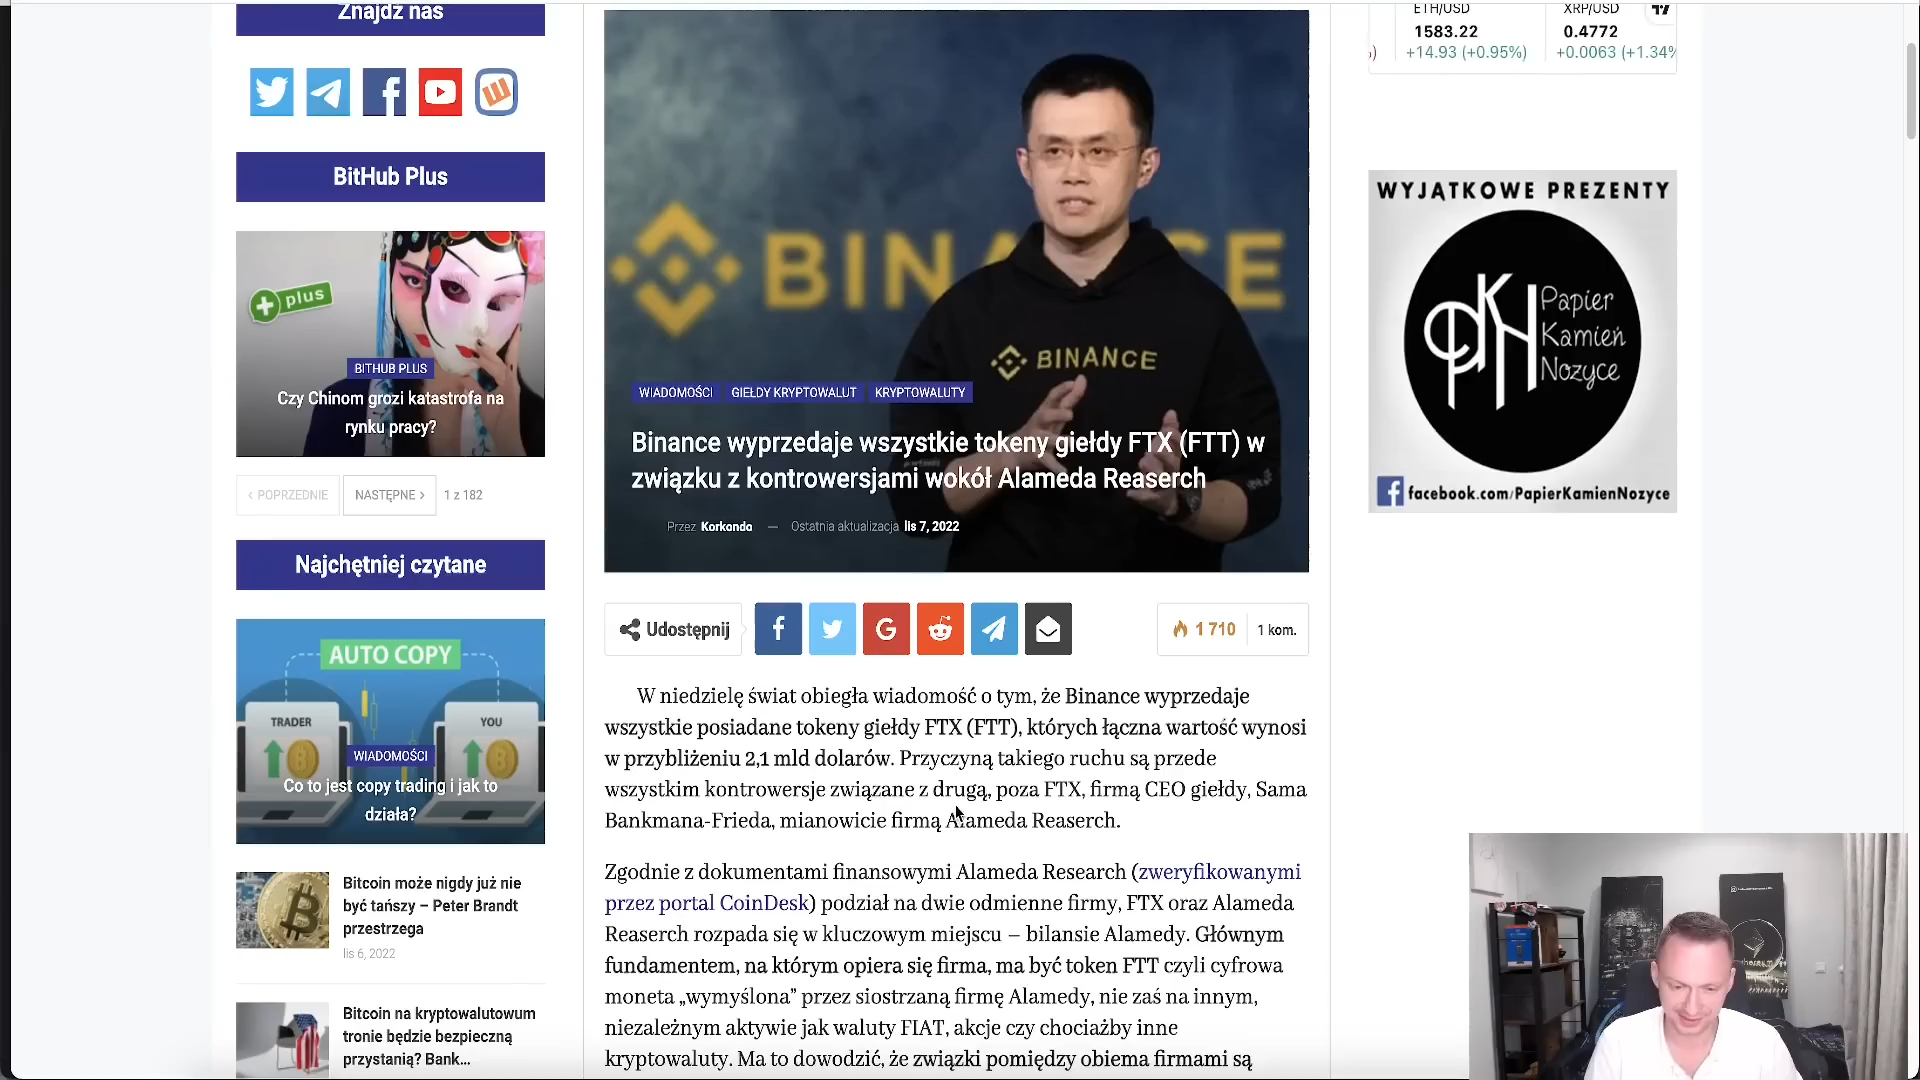 Znajdź nas
BitHub Plus
plus
BITHUB PLUS
Czy Chinom grozi katastrofa na
rynku pracy?
POPRZEDNIE
NASTĘPNE
1 z 182
Najchętniej czytane
AUTO COPY
TRADER
YOU
WIADOMOŚCI
Co to jest copy trading i jak to
działa?
Bitcoin może nigdy już nie
być tańszy – Peter Brandt
przestrzega
lis 6, 2022
Bitcoin na kryptowalutowum
tronie będzie bezpieczną
przystanią? Bank...
BINANCE
BINANCE
WIADOMOŚCI GIEŁDY KRYPTOWALUT KRYPTOWALUTY
Binance wyprzedaje wszystkie tokeny giełdy FTX (FTT) w
związku z kontrowersjami wokół Alameda Reaserch
Przez Korkondo — Ostatnia aktualizacja lis 7, 2022
Udostępnij
1 710
1 kom.
W niedzielę świat obiegła wiadomość o tym, że Binance wyprzedaje
wszystkie posiadane tokeny giełdy FTX (FTT), których łączna wartość wynosi
w przybliżeniu 2,1 mld dolarów. Przyczyną takiego ruchu są przede
wszystkim kontrowersje związane z drugą, poza FTX, firmą CEO giełdy, Sama
Bankmana-Frieda, mianowicie firmą Alameda Reaserch.
Zgodnie z dokumentami finansowymi Alameda Research (zweryfikowanymi
przez portal CoinDesk) podział na dwie odmienne firmy, FTX oraz Alameda
Reaserch rozpada się w kluczowym miejscu – bilansie Alamedy. Głównym
fundamentem, na którym opiera się firma, ma być token FTT czyli cyfrowa
moneta „wymyślona” przez siostrzaną firmę Alamedy, nie zaś na innym,
niezależnym aktywie jak waluty FIAT, akcje czy chociażby inne
kryptowaluty. Ma to dowodzić, że związki pomiędzy obiema firmami są
ETH/USD
1583.22
+14.93 (+0.95%)
XRP/USD
0.4772
+0.0063 (+1.34%
WYJĄTKOWE PREZENTY
PKN
Papier
Kamień
Nożyce
facebook.com/PapierKamienNozyce